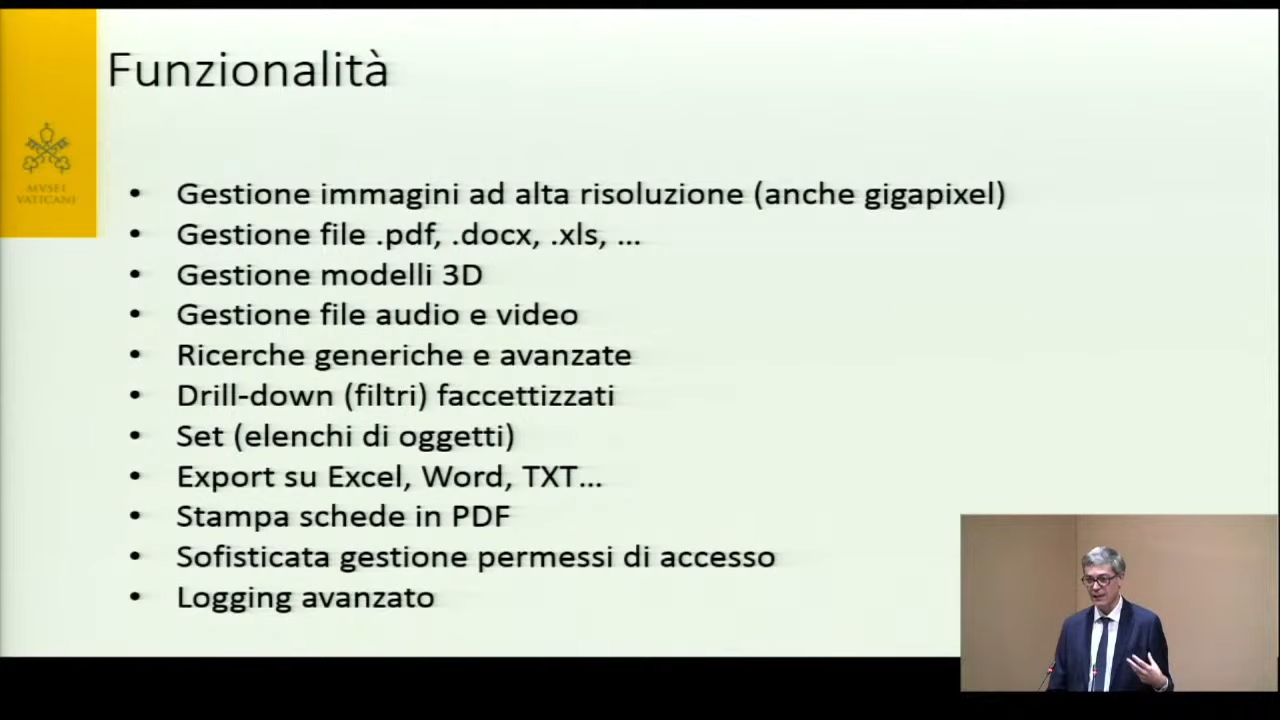 Funzionalità
MVSEI
VATICANI
• Gestione immagini ad alta risoluzione (anche gigapixel)
• Gestione file .pdf, .docx, .xls, ...
• Gestione modelli 3D
• Gestione file audio e video
• Ricerche generiche e avanzate
• Drill-down (filtri) faccettizzati
• Set (elenchi di oggetti)
• Export su Excel, Word, TXT...
• Stampa schede in PDF
• Sofisticata gestione permessi di accesso
• Logging avanzato